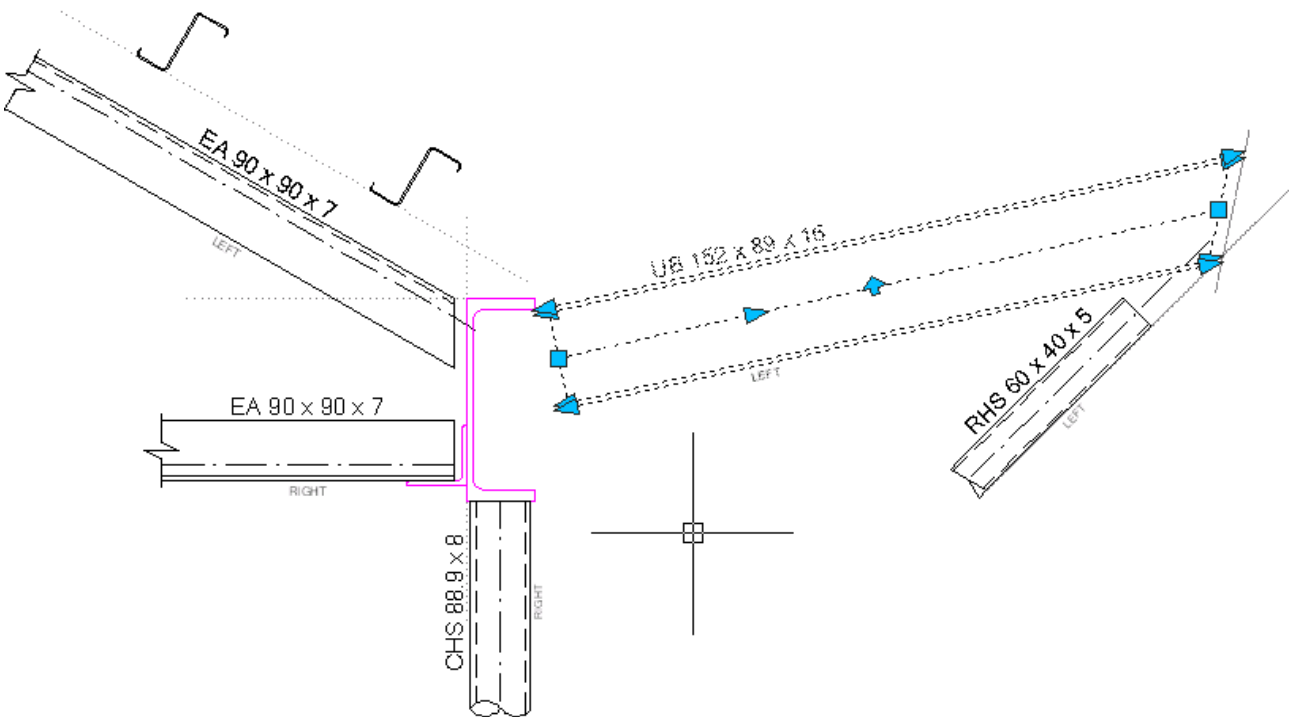 EA 90 x 90 x 7
LEFT
UB 152 x 89 x 16
LEFT
RHS 60 x 40 x 5
LEFT
EA 90 x 90 x 7
RIGHT
CHS 88.9 x 8
RIGHT